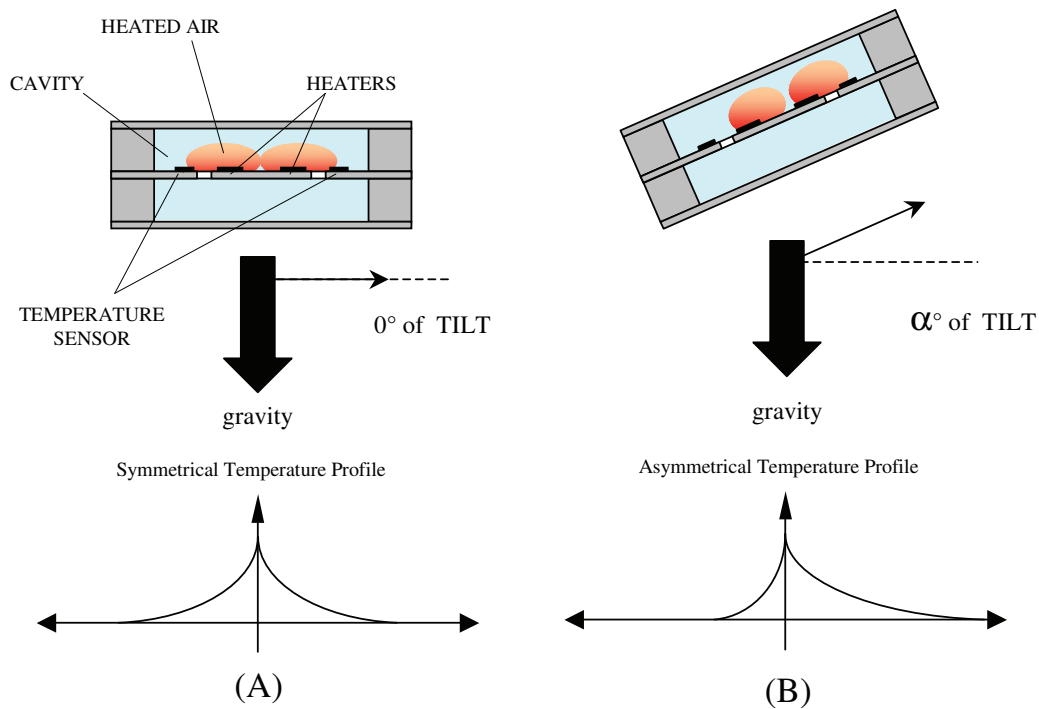 HEATED AIR
CAVITY
HEATERS
TEMPERATURE
SENSOR
0° of TILT
gravity
Symmetrical Temperature Profile
(A)
α° of TILT
gravity
Asymmetrical Temperature Profile
(B)